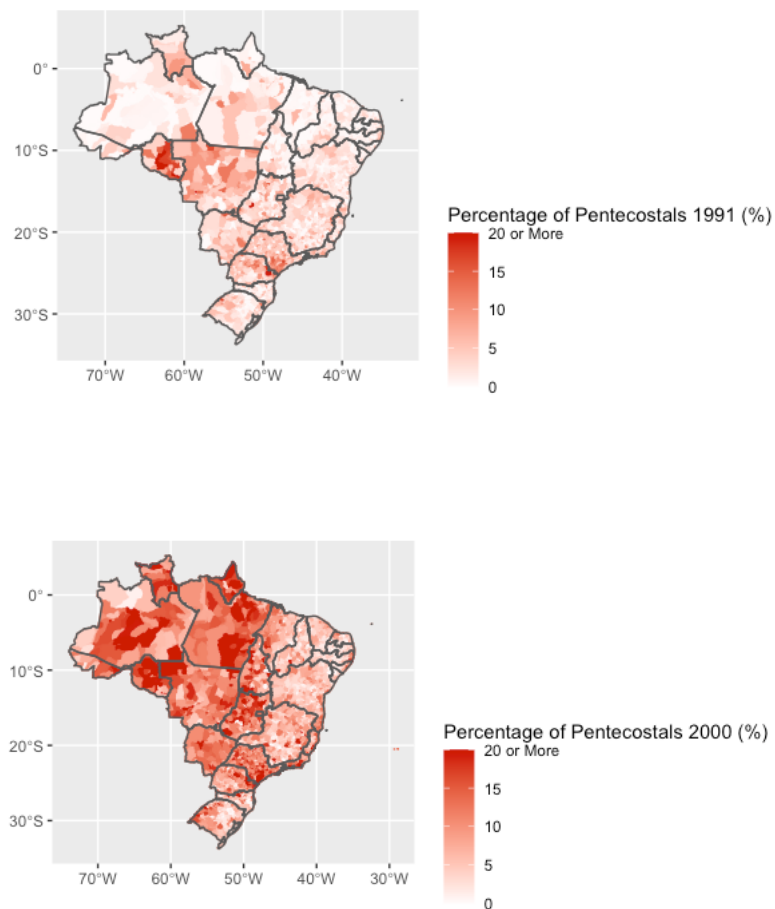 0°
10°S
20°S
30°S
70°W 60°W 50°W 40°W
Percentage of Pentecostals 1991 (%)
20 or More
15
10
5
0
0°
10°S
20°S
30°S
70°W 60°W 50°W 40°W 30°W
Percentage of Pentecostals 2000 (%)
20 or More
15
10
5
0